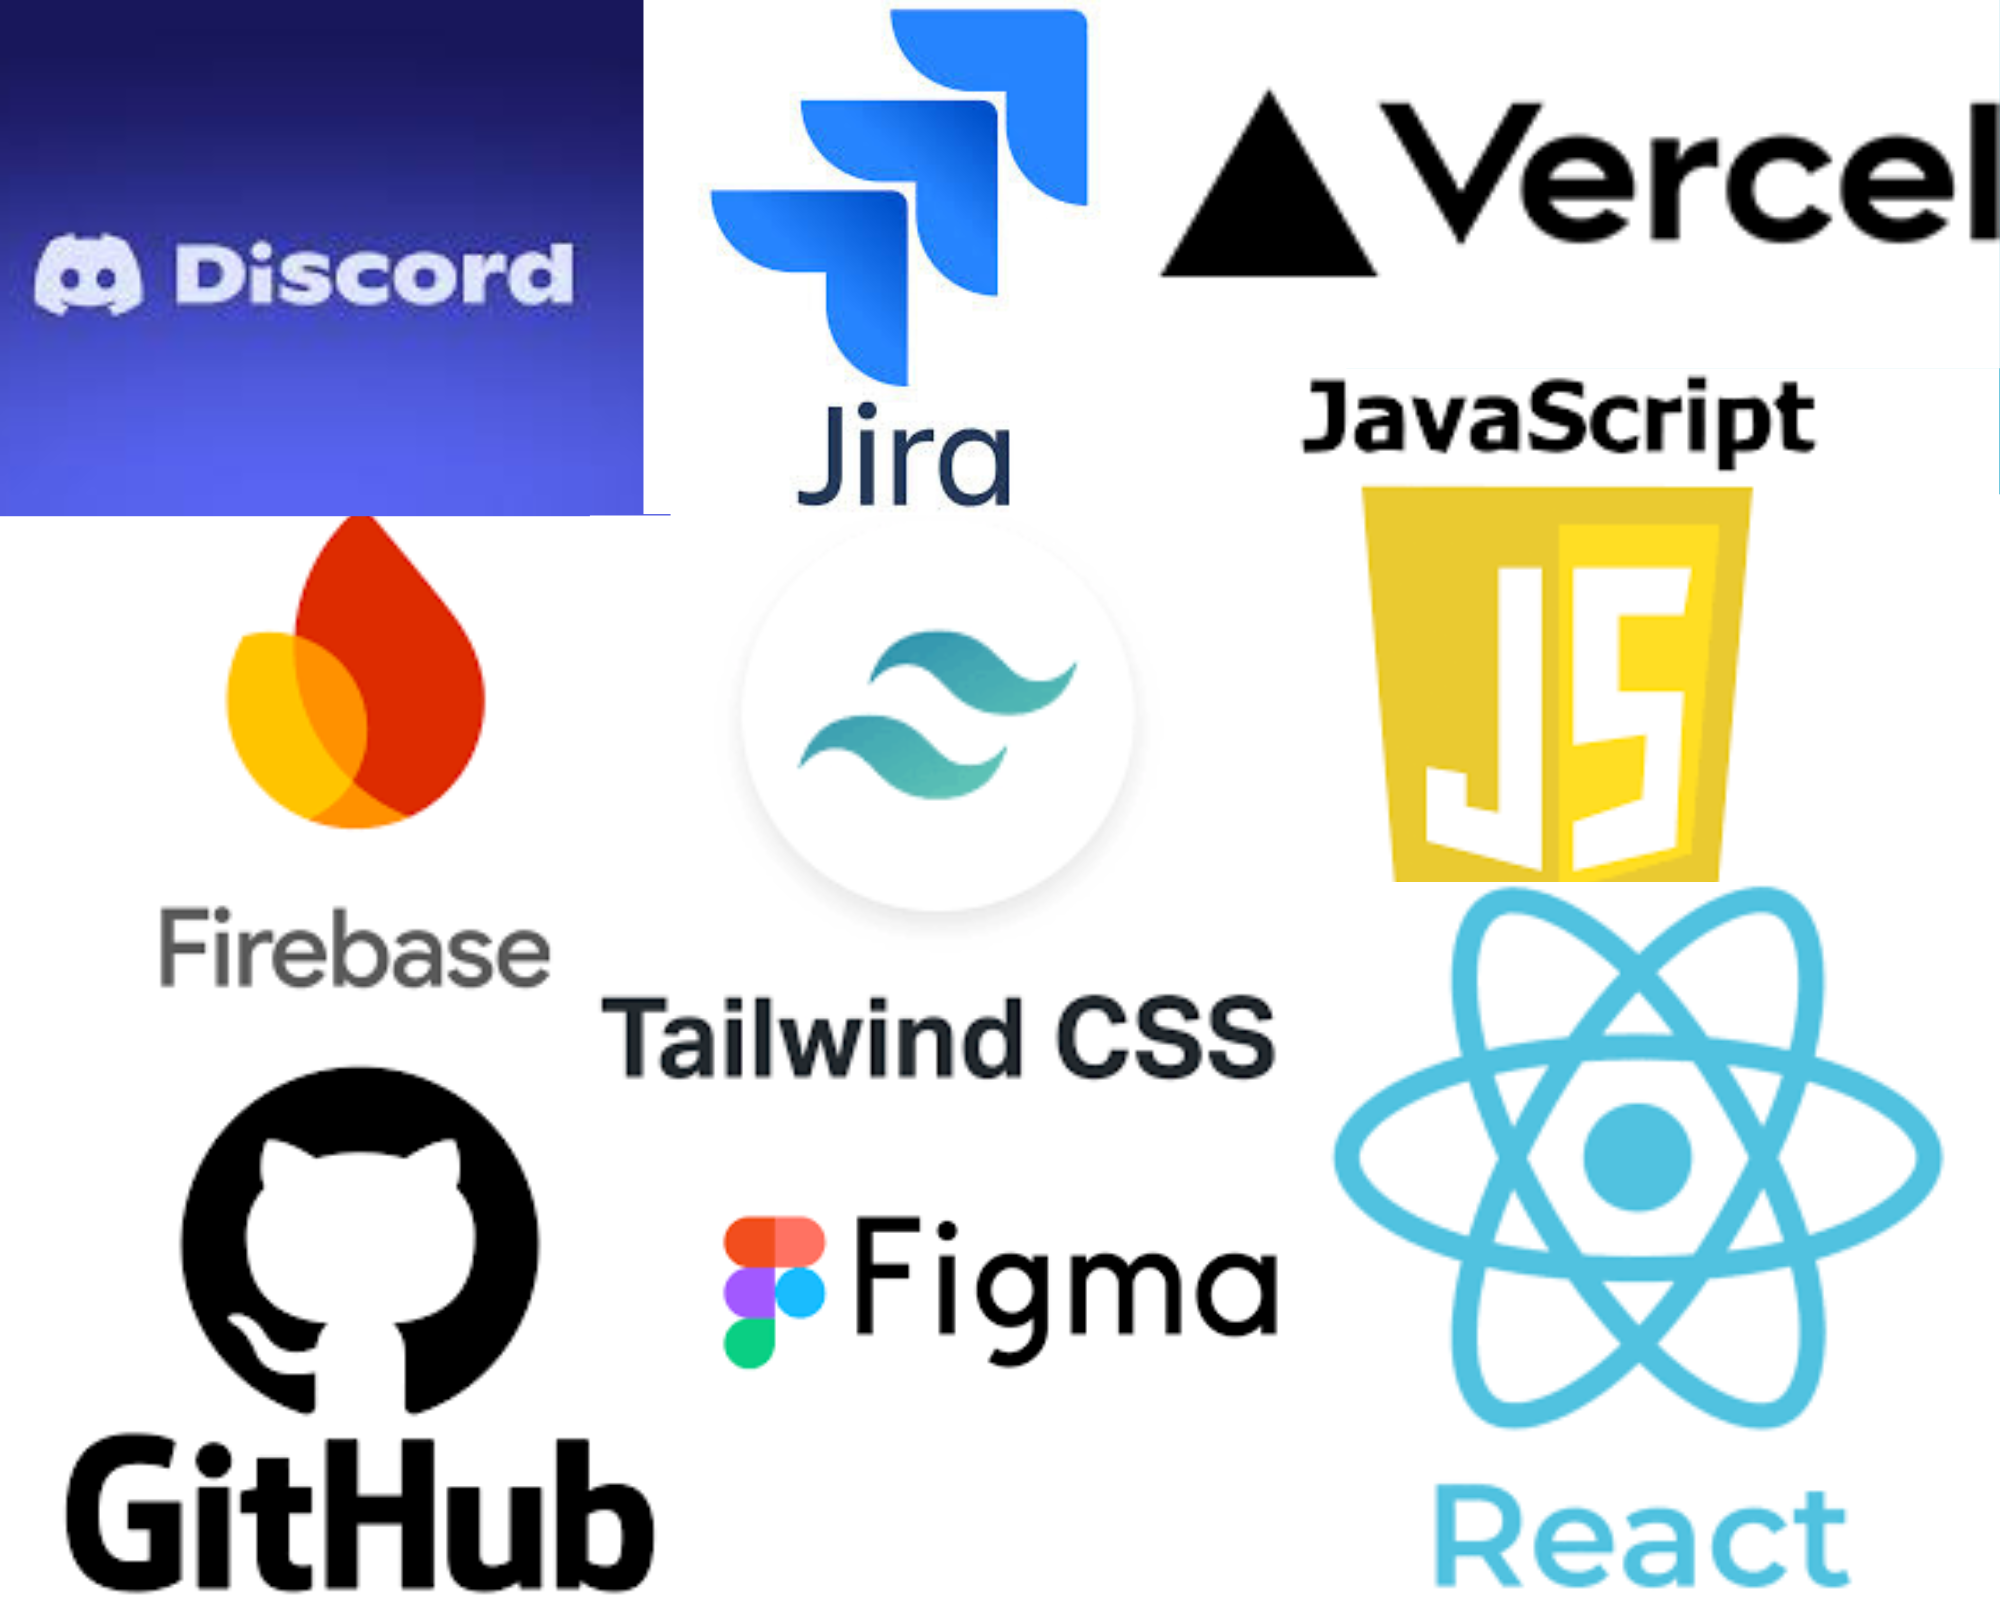 Discord
Jira
Vercel
JavaScript
JS
Firebase
Tailwind CSS
GitHub
Figma
React